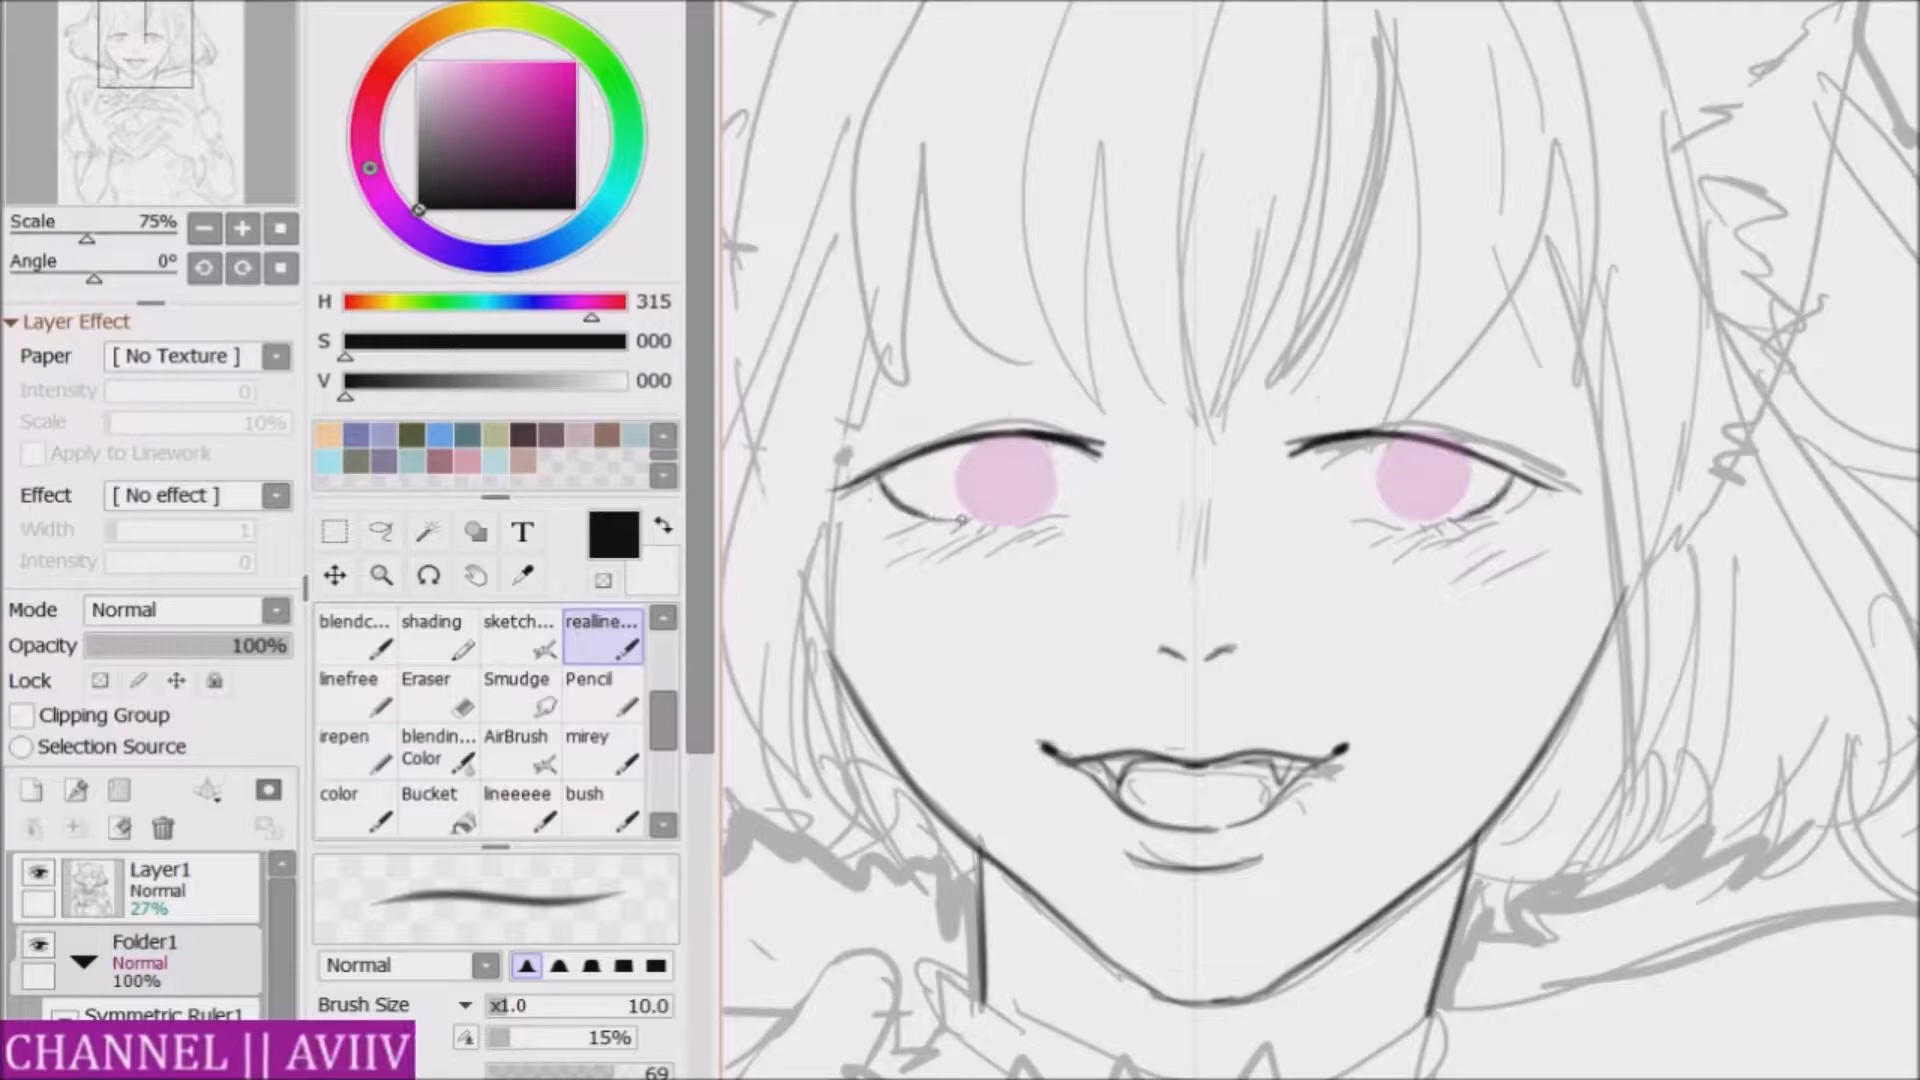 Scale 75%
Angle 0°
Layer Effect
Paper [ No Texture ]
Intensity 0
Scale 10%
Apply to Linework
Effect [ No effect ]
Width 1
Intensity 0
Mode Normal
Opacity 100%
Lock
Clipping Group
Selection Source
Layer1
Normal
27%
Folder1
Normal
100%
Symmetric Ruler1
CHANNEL || AVIIV
H 315
S 000
V 000
T
blendc... shading sketch... realline...
linefree Eraser Smudge Pencil
irepen blendin... AirBrush mirey
Color
color Bucket lineeeee bush
Normal
Brush Size x1.0 10.0
15%
69